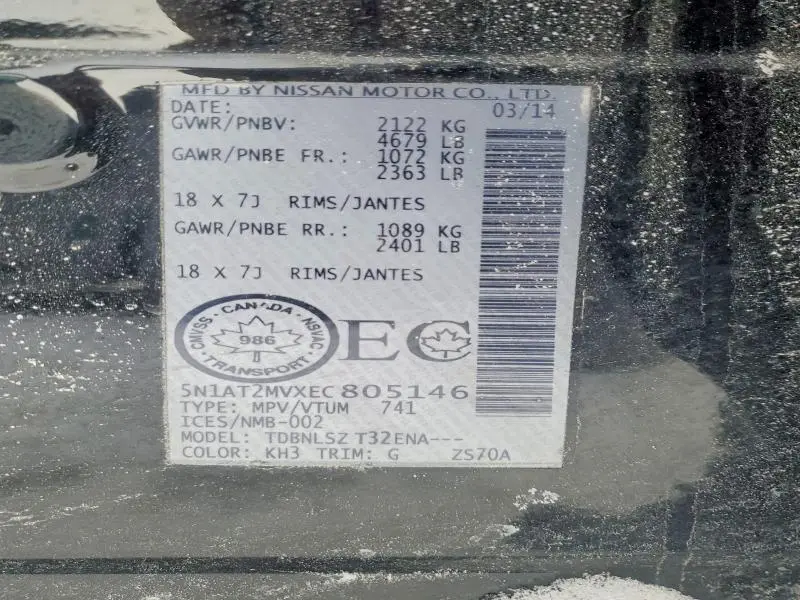 MFD BY NISSAN MOTOR CO., LTD.
DATE: 03/14
GVWR/PNBV: 2122 KG
4679 LB
GAWR/PNBE FR.: 1072 KG
2363 LB
18 X 7J RIMS/JANTES
GAWR/PNBE RR.: 1089 KG
2401 LB
18 X 7J RIMS/JANTES
CMVSS · CANADA · NSVAC
986
TRANSPORT
EC
5N1AT2MVXEC805146
TYPE: MPV/VTUM 741
ICES/NMB-002
MODEL: TDBNLSZ T32ENA---
COLOR: KH3 TRIM: G ZS70A